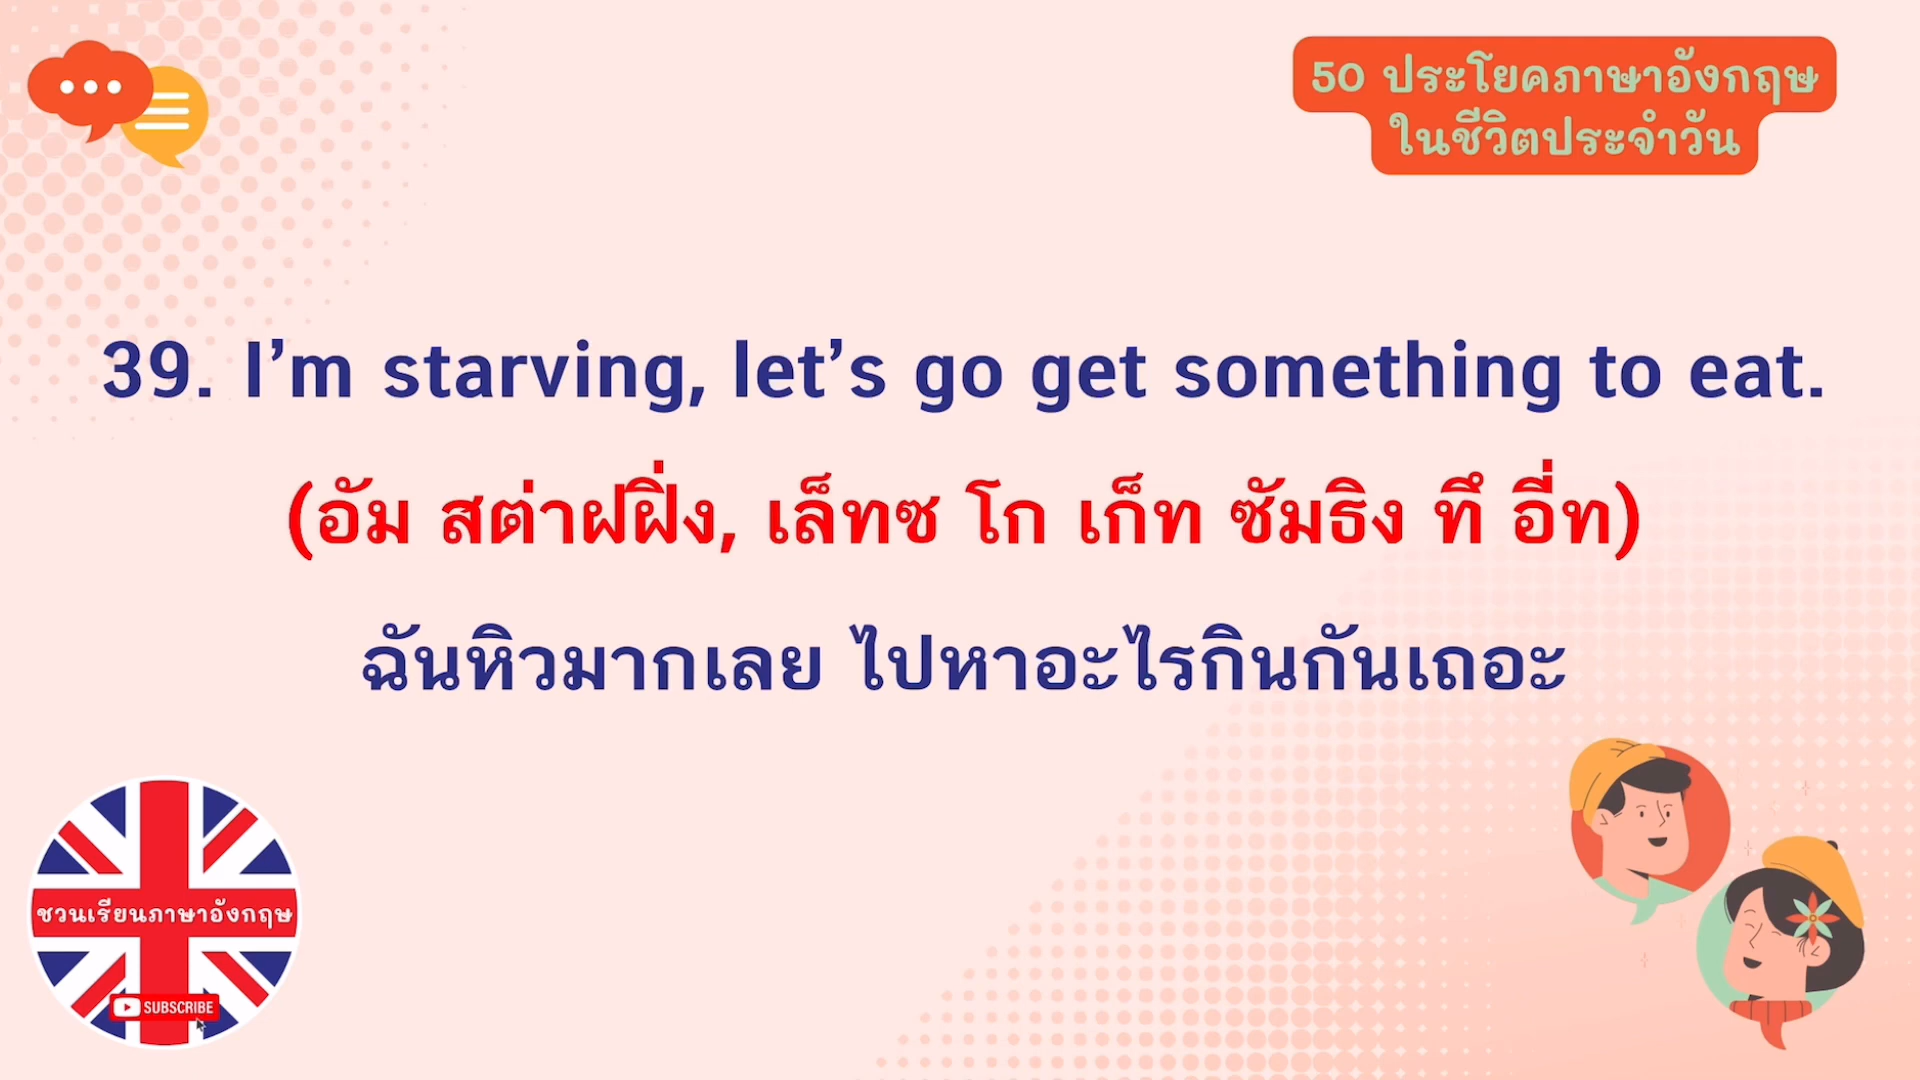 50 ประโยคภาษาอังกฤษ
ในชีวิตประจำวัน
39. I’m starving, let’s go get something to eat.
(อัม สต่าฝฝิ่ง, เล็ทซ โก เก็ท ซัมธิง ทึ อี่ท)
ฉันหิวมากเลย ไปหาอะไรกินกันเถอะ
ชวนเรียนภาษาอังกฤษ
SUBSCRIBE